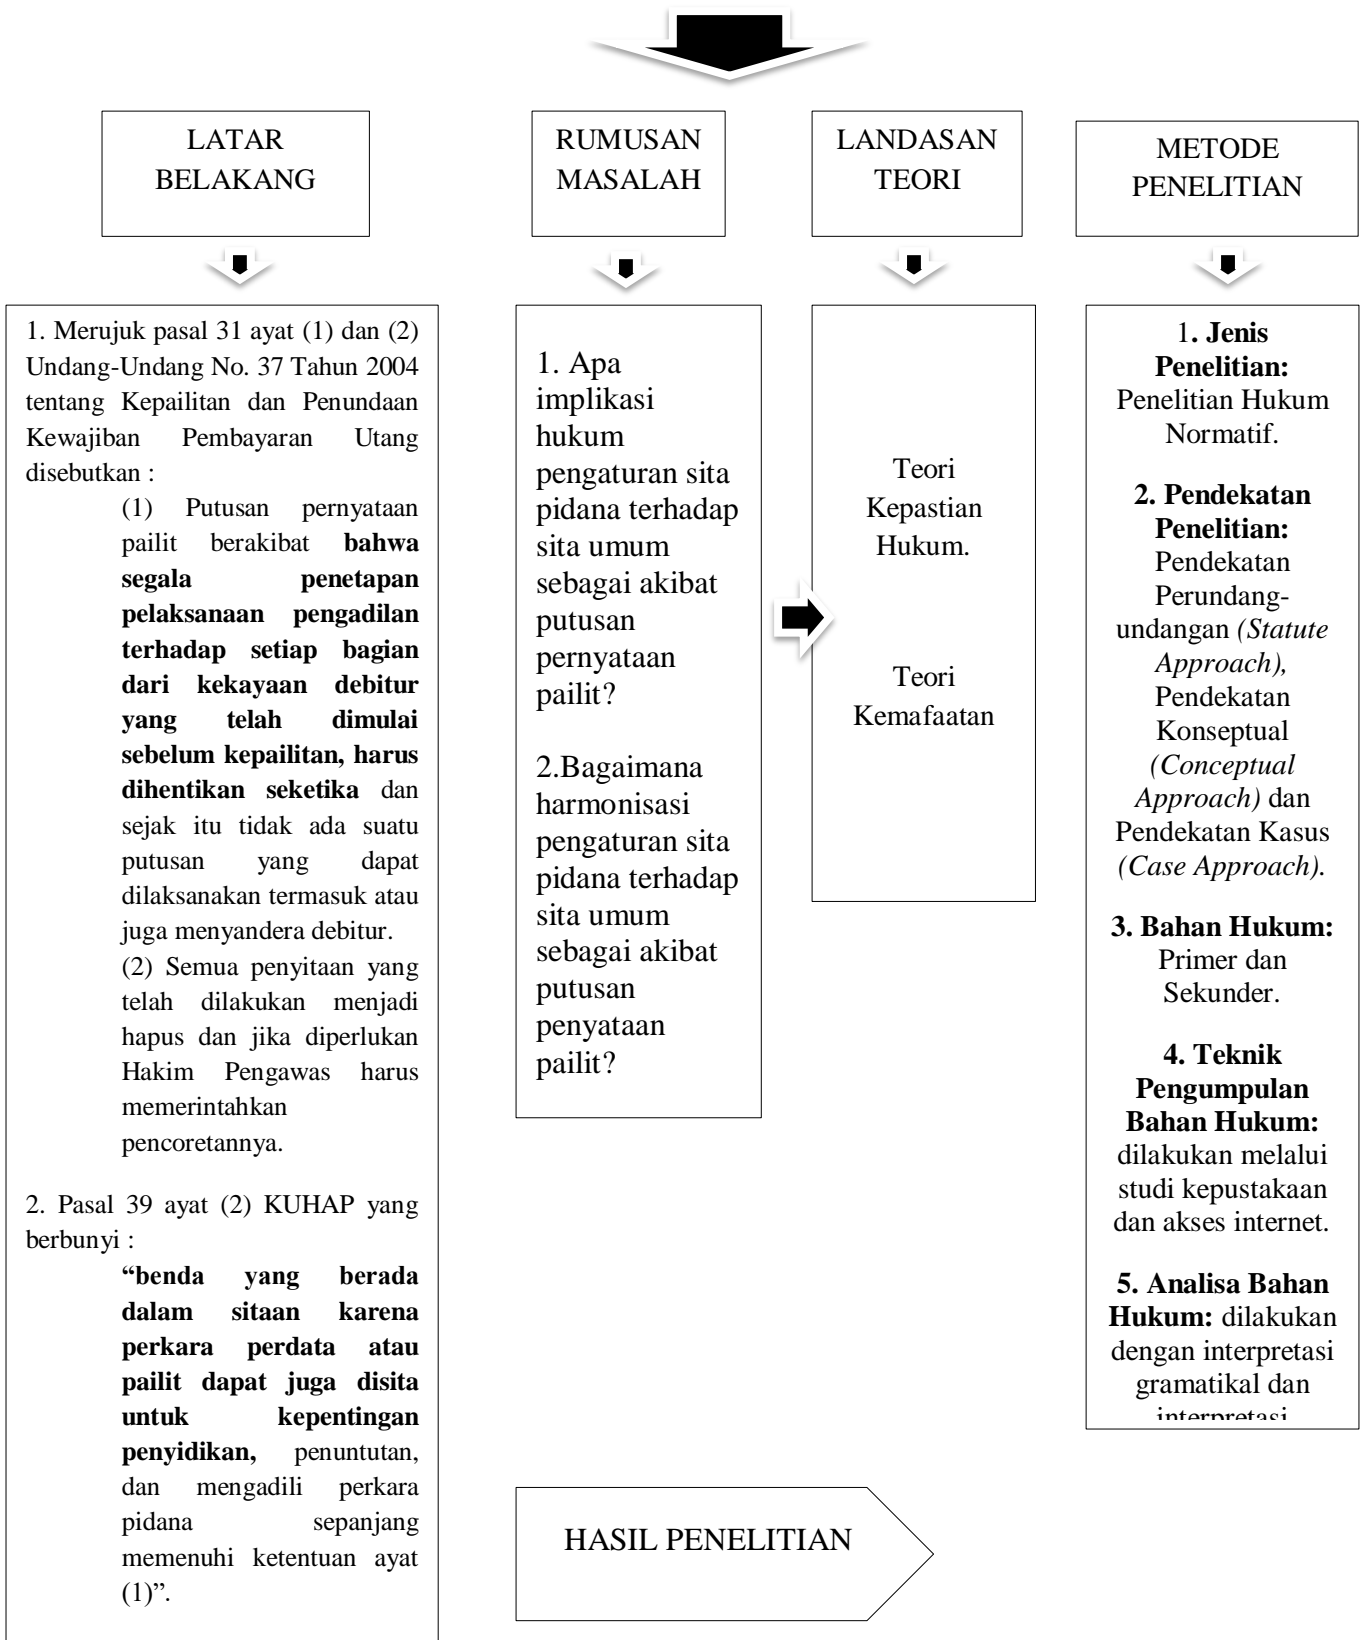 LATAR
BELAKANG
RUMUSAN
MASALAH
LANDASAN
TEORI
METODE
PENELITIAN
1. Merujuk pasal 31 ayat (1) dan (2)
Undang-Undang No. 37 Tahun 2004
tentang Kepailitan dan Penundaan
Kewajiban Pembayaran Utang
disebutkan :
(1) Putusan pernyataan
pailit berakibat bahwa
segala penetapan
pelaksanaan pengadilan
terhadap setiap bagian
dari kekayaan debitur
yang telah dimulai
sebelum kepailitan, harus
dihentikan seketika dan
sejak itu tidak ada suatu
putusan yang dapat
dilaksanakan termasuk atau
juga menyandera debitur.
(2) Semua penyitaan yang
telah dilakukan menjadi
hapus dan jika diperlukan
Hakim Pengawas harus
memerintahkan
pencoretannya.
2. Pasal 39 ayat (2) KUHAP yang
berbunyi :
“benda yang berada
dalam sitaan karena
perkara perdata atau
pailit dapat juga disita
untuk kepentingan
penyidikan, penuntutan,
dan mengadili perkara
pidana sepanjang
memenuhi ketentuan ayat
(1)”.
1. Apa
implikasi
hukum
pengaturan sita
pidana terhadap
sita umum
sebagai akibat
putusan
pernyataan
pailit?
2.Bagaimana
harmonisasi
pengaturan sita
pidana terhadap
sita umum
sebagai akibat
putusan
penyataan
pailit?
Teori
Kepastian
Hukum.
Teori
Kemafaatan
1. Jenis
Penelitian:
Penelitian Hukum
Normatif.
2. Pendekatan
Penelitian:
Pendekatan
Perundang-
undangan (Statute
Approach),
Pendekatan
Konseptual
(Conceptual
Approach) dan
Pendekatan Kasus
(Case Approach).
3. Bahan Hukum:
Primer dan
Sekunder.
4. Teknik
Pengumpulan
Bahan Hukum:
dilakukan melalui
studi kepustakaan
dan akses internet.
5. Analisa Bahan
Hukum: dilakukan
dengan interpretasi
gramatikal dan
interpretasi
HASIL PENELITIAN